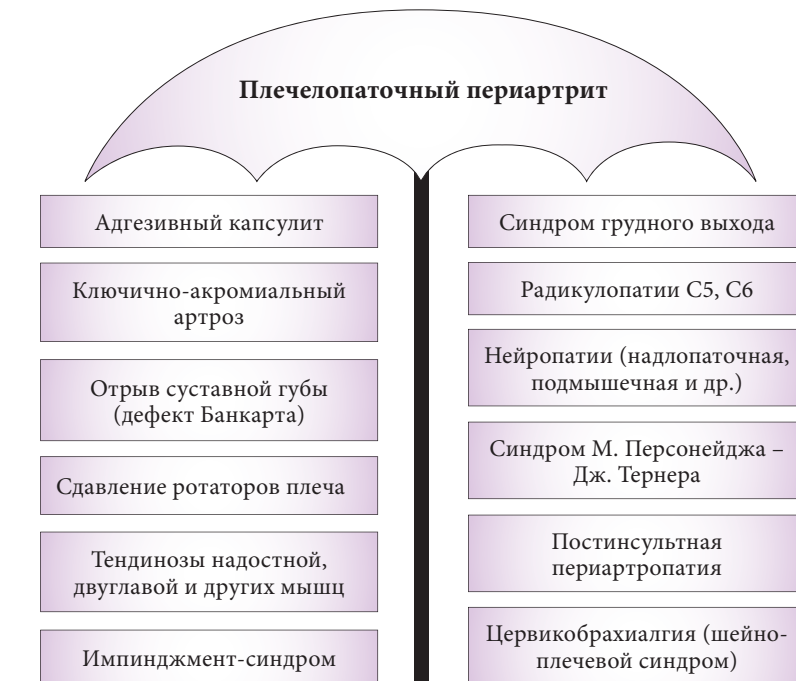 Плечелопаточный периартрит
Адгезивный капсулит
Ключично-акромиальный
артроз
Отрыв суставной губы
(дефект Банкарта)
Сдавление ротаторов плеча
Тендинозы надостной,
двуглавой и других мышц
Импинджмент-синдром
Синдром грудного выхода
Радикулопатии С5, С6
Нейропатии (надлопаточная,
подмышечная и др.)
Синдром М. Персонейджа –
Дж. Тернера
Постинсультная
периартропатия
Цервикобрахиалгия (шейно-
плечевой синдром)